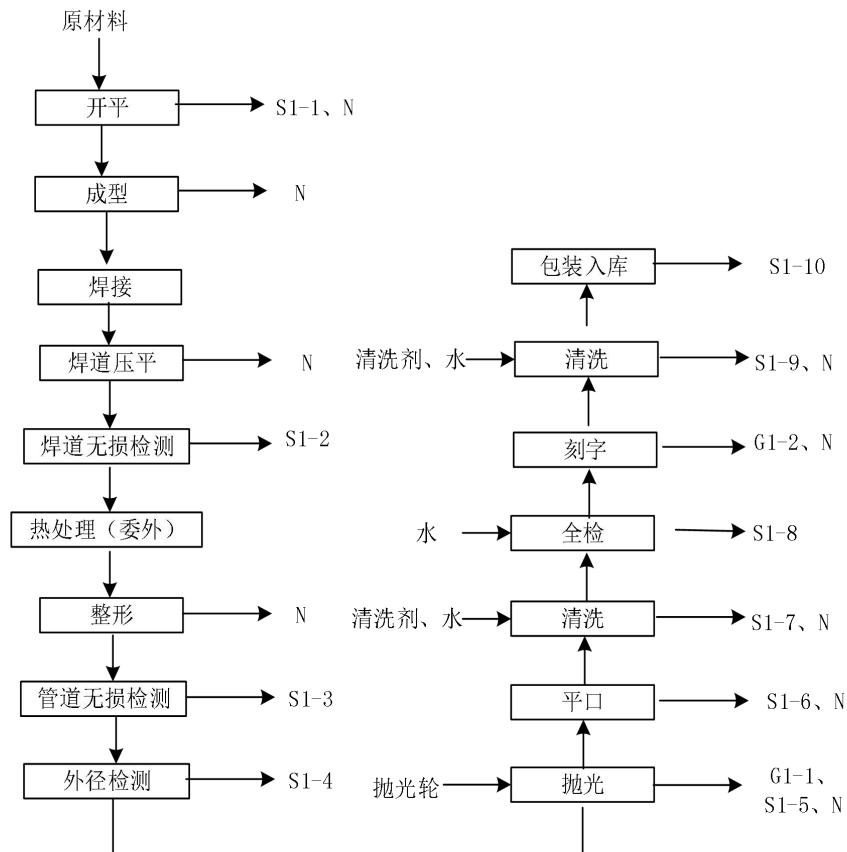 原材料
开平
S1-1、N
成型
N
焊接
焊道压平
N
焊道无损检测
S1-2
热处理（委外）
整形
N
管道无损检测
S1-3
外径检测
S1-4
包装入库
S1-10
清洗剂、水
清洗
S1-9、N
刻字
G1-2、N
水
全检
S1-8
清洗剂、水
清洗
S1-7、N
平口
S1-6、N
抛光轮
抛光
G1-1、
S1-5、N